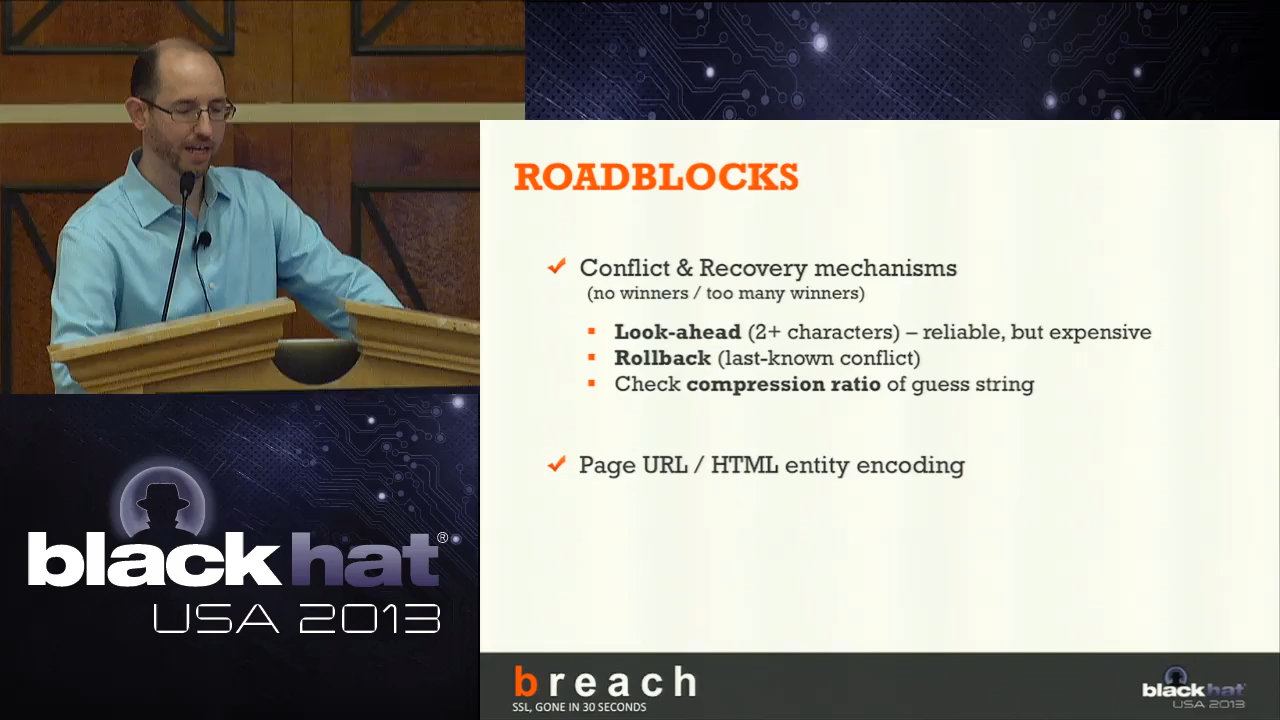 ROADBLOCKS
Conflict & Recovery mechanisms
(no winners / too many winners)
Look-ahead (2+ characters) – reliable, but expensive
Rollback (last-known conflict)
Check compression ratio of guess string
Page URL / HTML entity encoding
black hat®
USA 2013
breach
SSL, GONE IN 30 SECONDS
black hat
USA 2013